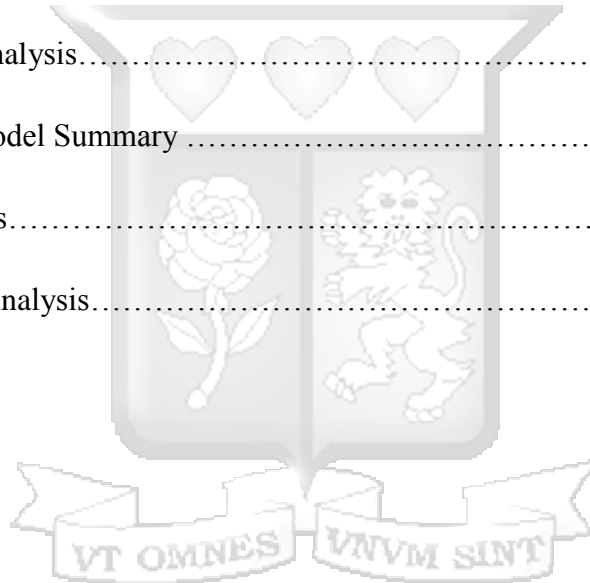 nalysis..............................................................
odel Summary .................................................
s........................................................................
nalysis............................................................
VT OMNES VNVM SINT